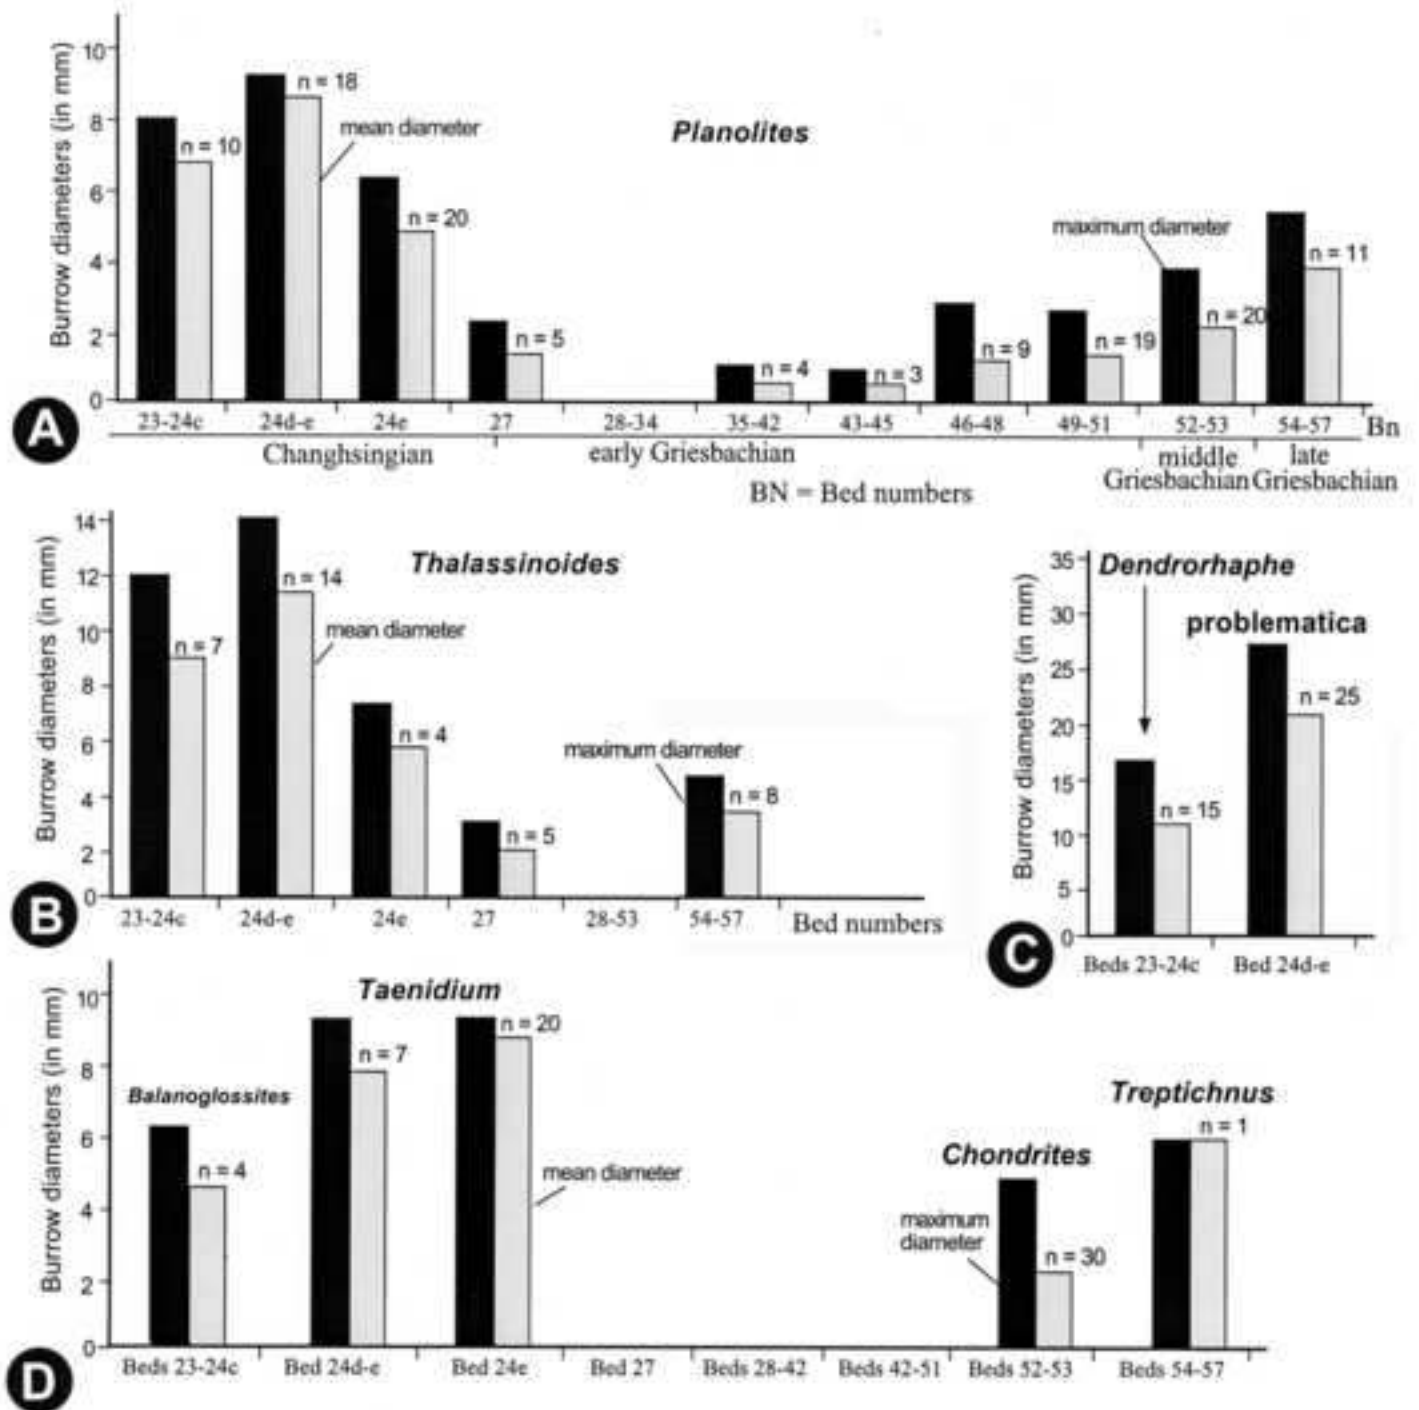 Burrow diameters (in mm)
10
8
6
4
2
0
n = 10
n = 18
mean diameter
n = 20
n = 5
Planolites
n = 4
n = 3
n = 9
n = 19
maximum diameter
n = 20
n = 11
A
23-24c 24d-e 24e 27 28-34 35-42 43-45 46-48 49-51 52-53 54-57 Bn
Changhsingian early Griesbachian middle Griesbachian late Griesbachian
BN = Bed numbers
Burrow diameters (in mm)
14
12
10
8
6
4
2
0
Thalassinoides
n = 7
n = 14
mean diameter
n = 4
n = 5
maximum diameter
n = 8
B
23-24c 24d-e 24e 27 28-53 54-57 Bed numbers
Burrow diameters (in mm)
35
30
25
20
15
10
5
0
Dendrorhaphe
problematica
n = 15
n = 25
C
Beds 23-24c Bed 24d-e
Burrow diameters (in mm)
10
8
6
4
2
0
Taenidium
Balanoglossites
n = 4
n = 7
n = 20
mean diameter
Chondrites
maximum
diameter
n = 30
Treptichnus
n = 1
D
Beds 23-24c Bed 24d-e Bed 24e Bed 27 Beds 28-42 Beds 42-51 Beds 52-53 Beds 54-57